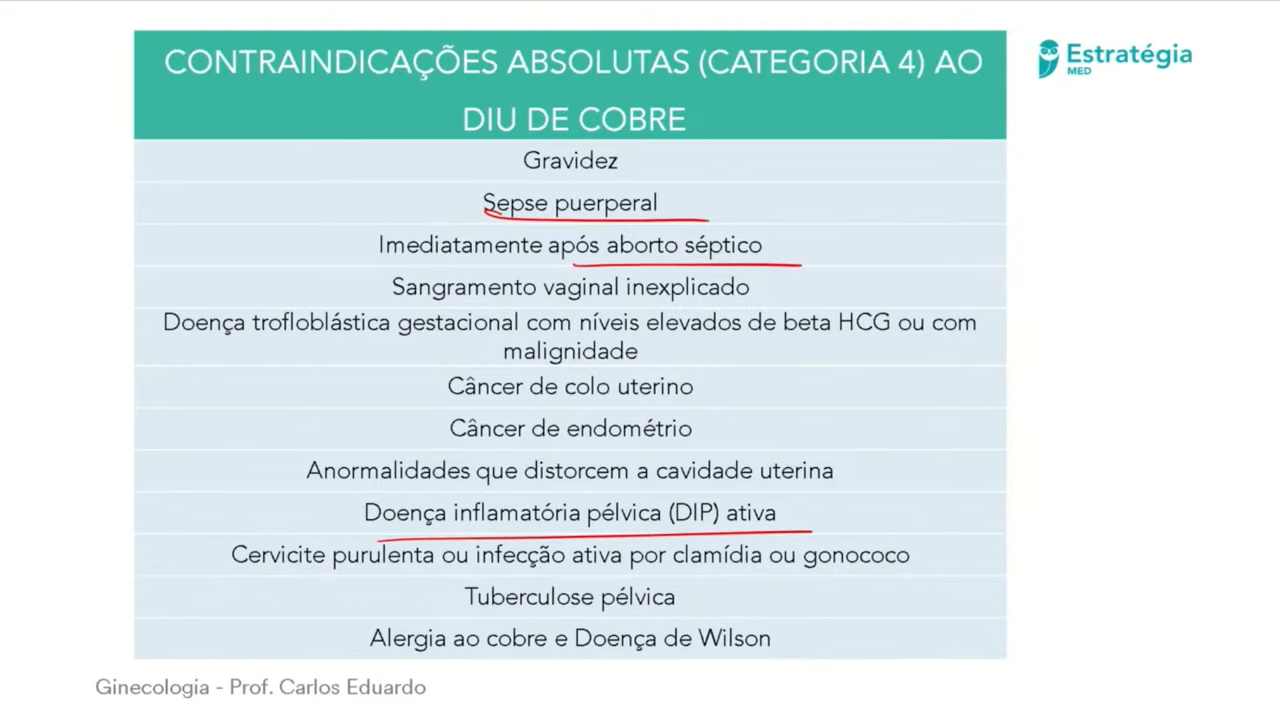 CONTRAINDICAÇÕES ABSOLUTAS (CATEGORIA 4) AO
DIU DE COBRE
Estratégia
MED
Gravidez
Sepse puerperal
Imediatamente após aborto séptico
Sangramento vaginal inexplicado
Doença trofloblástica gestacional com níveis elevados de beta HCG ou com
malignidade
Câncer de colo uterino
Câncer de endométrio
Anormalidades que distorcem a cavidade uterina
Doença inflamatória pélvica (DIP) ativa
Cervicite purulenta ou infecção ativa por clamídia ou gonococo
Tuberculose pélvica
Alergia ao cobre e Doença de Wilson
Ginecologia - Prof. Carlos Eduardo